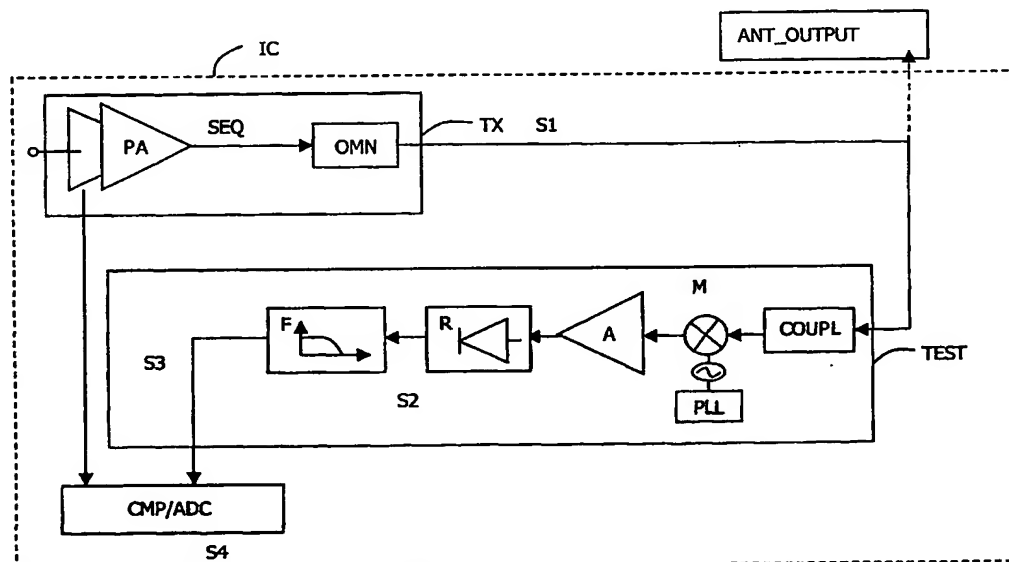 ANT_OUTPUT
IC
PA
SEQ
OMN
TX
S1
F
R
A
M
COUPL
TEST
PLL
S3
S2
CMP/ADC
S4